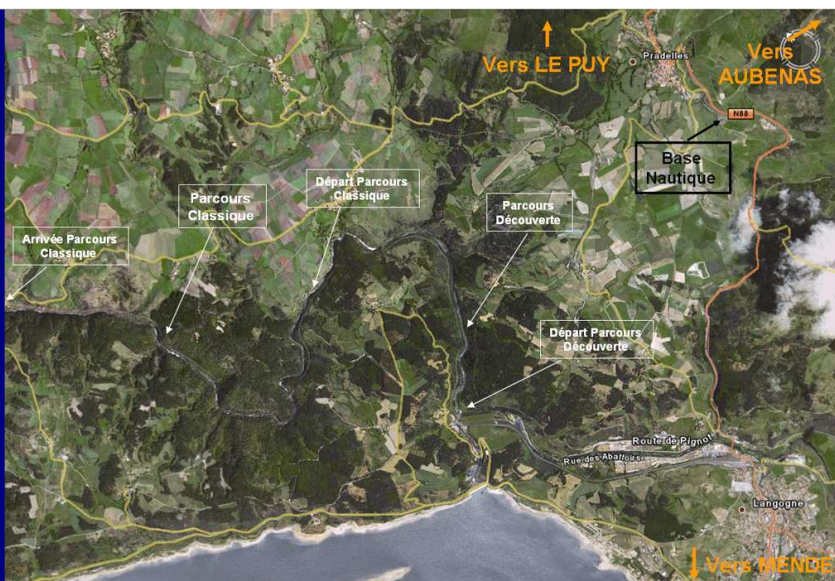 Vers LE PUY
Pradelles
Vers
AUBENAS
N88
Base
Nautique
Départ Parcours
Classique
Parcours
Classique
Parcours
Découverte
Arrivée Parcours
Classique
Départ Parcours
Découverte
Route de Pignol
Rue des Abattoirs
Langogne
Vers MENDE